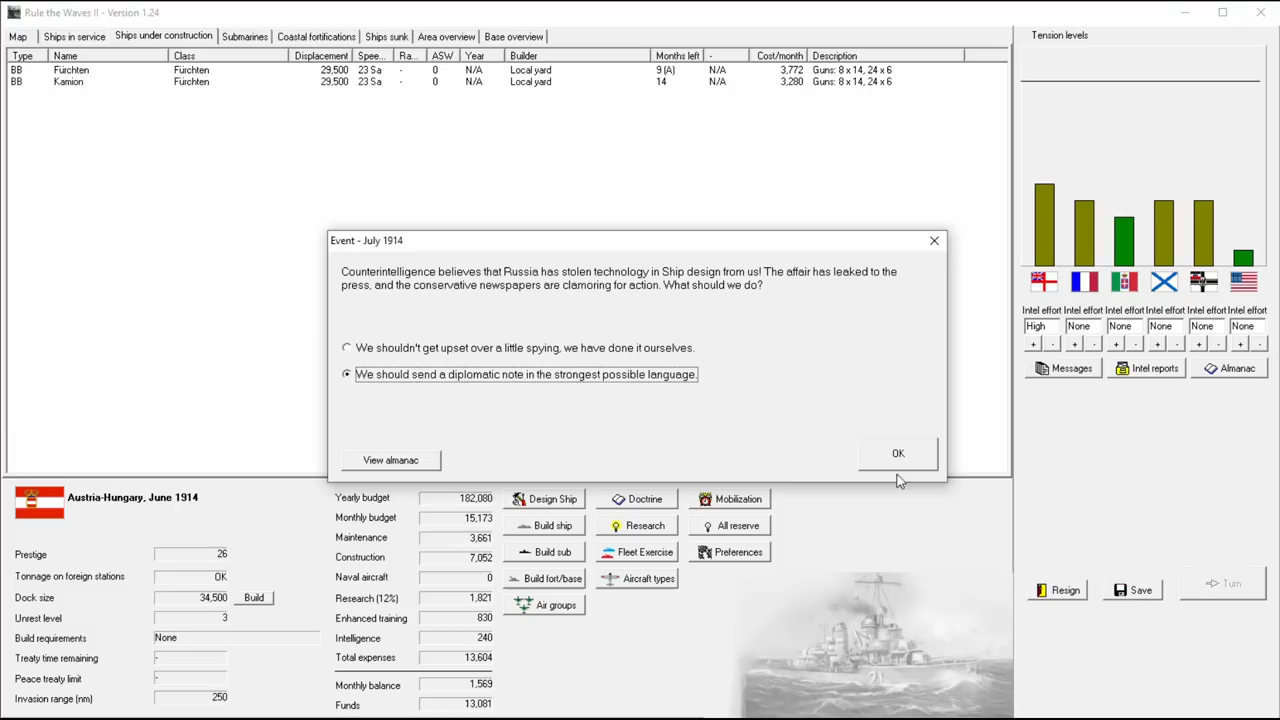 Rule the Waves II - Version 1.24
Map Ships in service Ships under construction Submarines Coastal fortifications Ships sunk Area overview Base overview
Type Name Class Displacement Spee... Ra... ASW Year Builder Months left - Cost/month Description
BB Fürchten Fürchten 29,500 23 Sa - 0 N/A Local yard 9 (A) N/A 3,772 Guns: 8 x 14, 24 x 6
BB Kamion Fürchten 29,500 23 Sa - 0 N/A Local yard 14 N/A 3,280 Guns: 8 x 14, 24 x 6
Tension levels
Intel effort Intel effort Intel effort Intel effort Intel effort Intel effort
High None None None None None
+ - + - + - + - + - + -
Messages Intel reports Almanac
Event - July 1914
Counterintelligence believes that Russia has stolen technology in Ship design from us! The affair has leaked to the
press, and the conservative newspapers are clamoring for action. What should we do?
We shouldn't get upset over a little spying, we have done it ourselves.
We should send a diplomatic note in the strongest possible language.
View almanac
OK
Austria-Hungary, June 1914
Prestige 26
Tonnage on foreign stations OK
Dock size 34,500 Build
Unrest level 3
Build requirements None
Treaty time remaining -
Peace treaty limit -
Invasion range (nm) 250
Yearly budget 182,080
Monthly budget 15,173
Maintenance 3,661
Construction 7,052
Naval aircraft 0
Research (12%) 1,821
Enhanced training 830
Intelligence 240
Total expenses 13,604
Monthly balance 1,569
Funds 13,081
Design Ship Doctrine Mobilization
Build ship Research All reserve
Build sub Fleet Exercise Preferences
Build fort/base Aircraft types
Air groups
Resign Save Turn